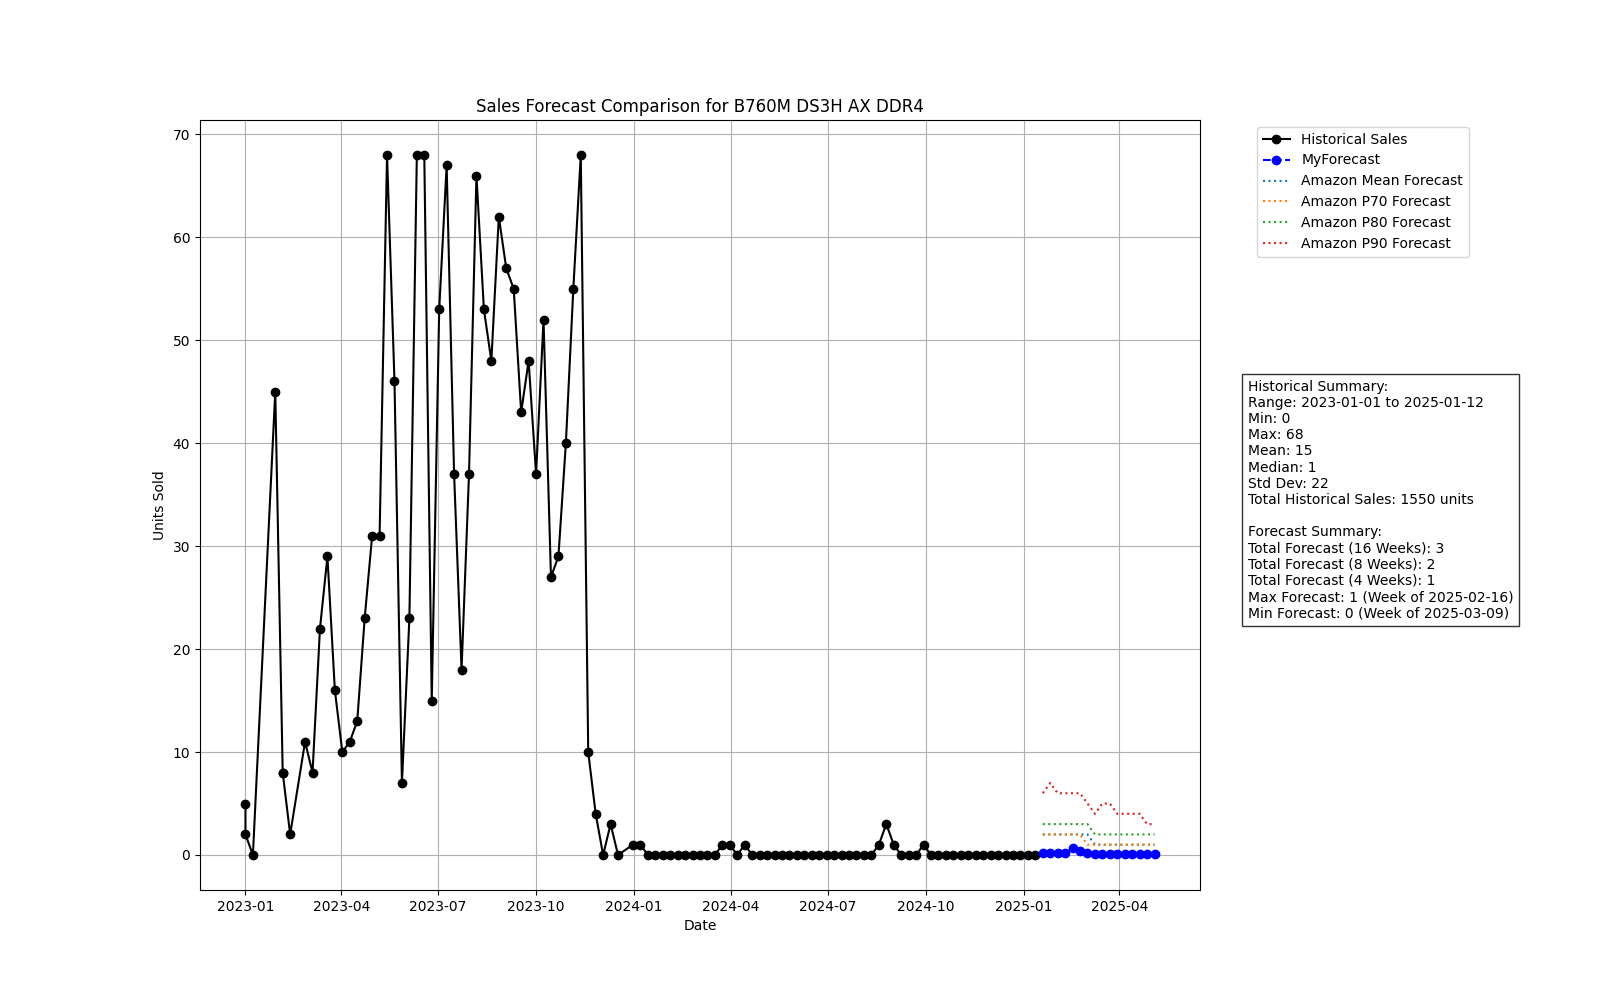 Sales Forecast Comparison for B760M DS3H AX DDR4
70
60
50
40
30
20
10
0
Units Sold
2023-01
2023-04
2023-07
2023-10
2024-01
2024-04
2024-07
2024-10
2025-01
2025-04
Date
Historical Sales
MyForecast
Amazon Mean Forecast
Amazon P70 Forecast
Amazon P80 Forecast
Amazon P90 Forecast
Historical Summary:
Range: 2023-01-01 to 2025-01-12
Min: 0
Max: 68
Mean: 15
Median: 1
Std Dev: 22
Total Historical Sales: 1550 units
Forecast Summary:
Total Forecast (16 Weeks): 3
Total Forecast (8 Weeks): 2
Total Forecast (4 Weeks): 1
Max Forecast: 1 (Week of 2025-02-16)
Min Forecast: 0 (Week of 2025-03-09)